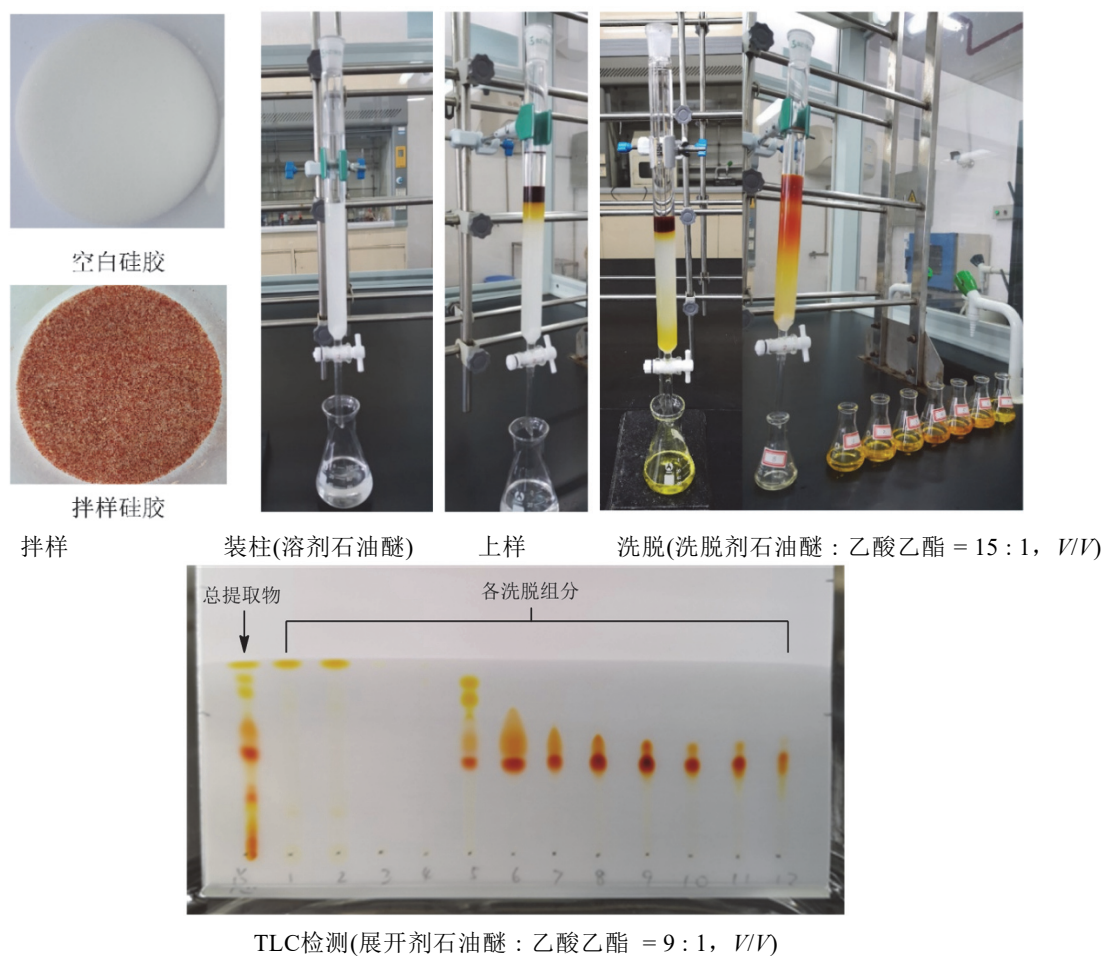 空白硅胶
拌样硅胶
拌样 装柱(溶剂石油醚) 上样 洗脱(洗脱剂石油醚 : 乙酸乙酯 = 15 : 1, V/V)
总提取物 各洗脱组分
1 2 3 4 5 6 7 8 9 10 11 12
TLC检测(展开剂石油醚 : 乙酸乙酯 = 9 : 1, V/V)